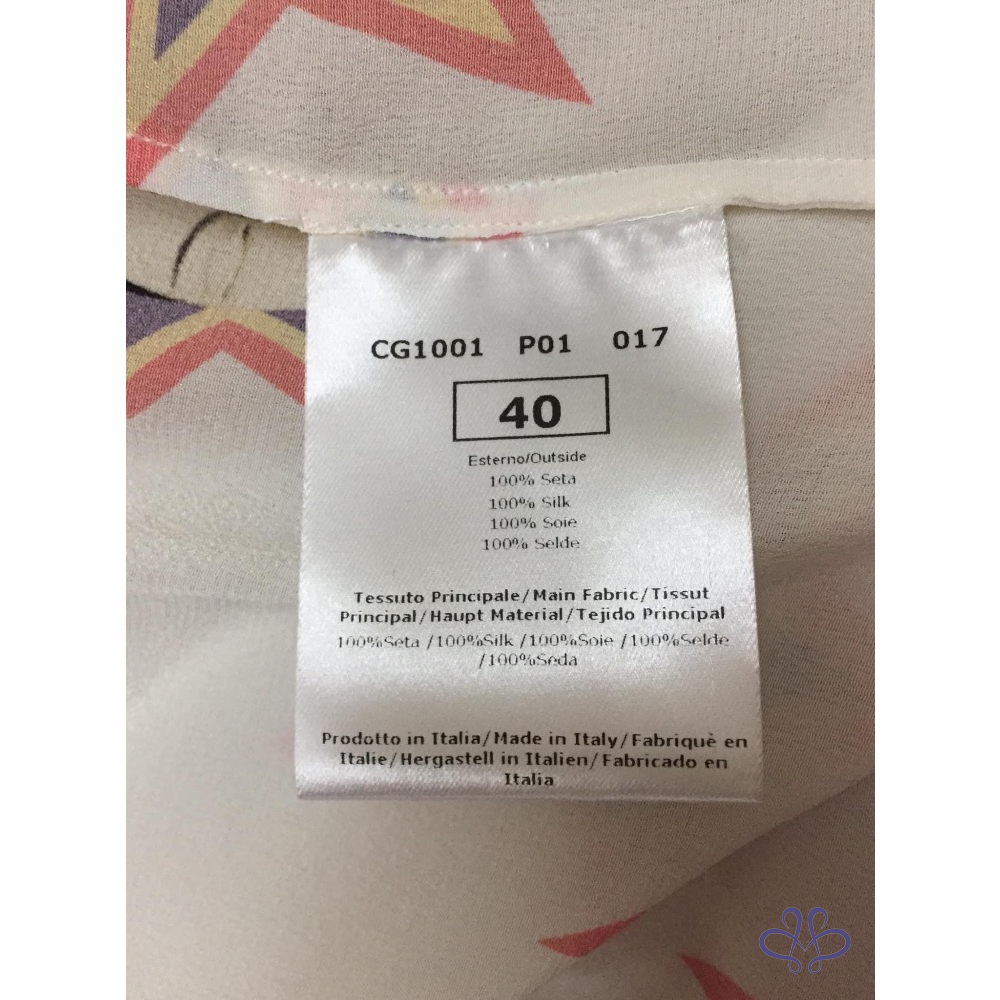 CG1001 P01 017
40
Esterno/Outside
100% Seta
100% Silk
100% Soie
100% Selde
Tessuto Principale/Main Fabric/Tissut
Principal/Haupt Material/Tejido Principal
100%Seta /100%Silk /100%Soie /100%Selde
/100%Seda
Prodotto in Italia/Made in Italy/Fabriquè en
Italie/Hergastell in Italien/Fabricado en
Italia